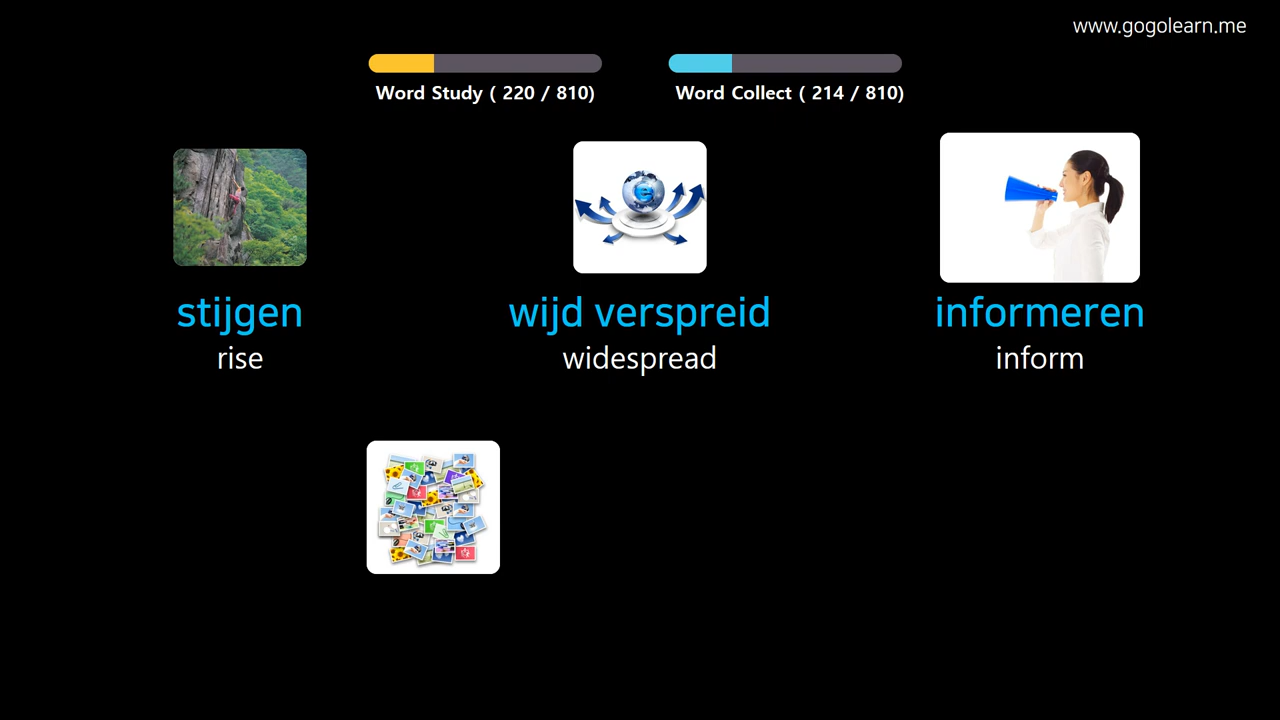 www.gogolearn.me
Word Study ( 220 / 810)
Word Collect ( 214 / 810)
stijgen
rise
wijd verspreid
widespread
informeren
inform